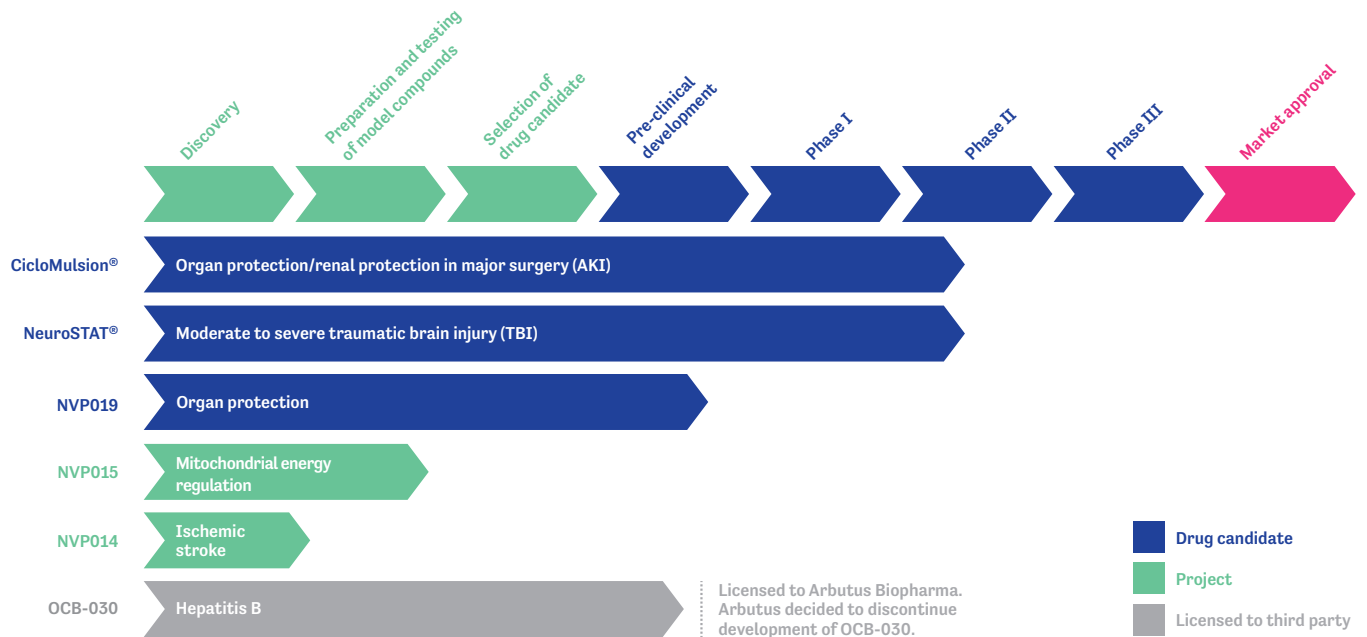 Discovery
Preparation and testing
of model compounds
Selection of
drug candidate
Pre-clinical
development
Phase I
Phase II
Phase III
Market approval
CicloMulsion®
Organ protection/renal protection in major surgery (AKI)
NeuroSTAT®
Moderate to severe traumatic brain injury (TBI)
NVP019
Organ protection
NVP015
Mitochondrial energy
regulation
NVP014
Ischemic
stroke
OCB-030
Hepatitis B
Licensed to Arbutus Biopharma.
Arbutus decided to discontinue
development of OCB-030.
Drug candidate
Project
Licensed to third party